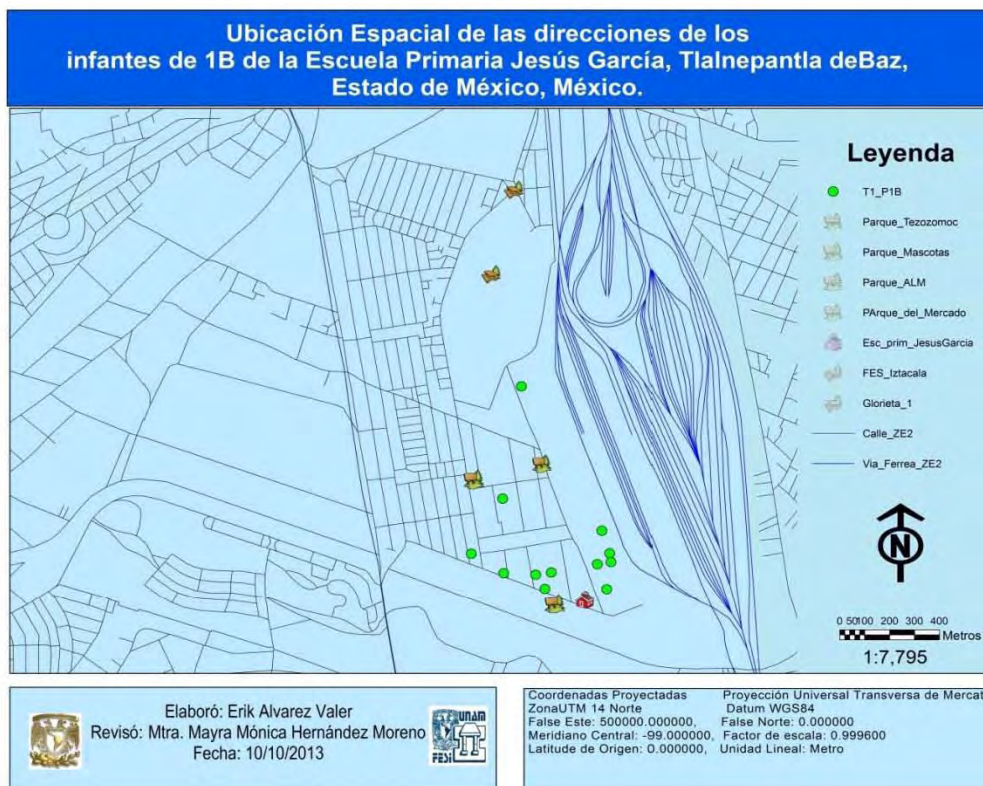 Ubicación Espacial de las direcciones de los
infantes de 1B de la Escuela Primaria Jesús García, Tlalnepantla deBaz,
Estado de México, México.
Leyenda
T1_P1B
Parque_Tezozomoc
Parque_Mascotas
Parque_ALM
PArque_del_Mercado
Esc_prim_JesusGarcia
FES_Iztacala
Glorieta_1
Calle_ZE2
Via_Ferrea_ZE2
N
0 50100 200 300 400
Metros
1:7,795
Elaboró: Erik Alvarez Valer
Revisó: Mtra. Mayra Mónica Hernández Moreno
Fecha: 10/10/2013
UNAM
FESI
Coordenadas Proyectadas Proyección Universal Transversa de Mercat
ZonaUTM 14 Norte Datum WGS84
False Este: 500000.000000, False Norte: 0.000000
Meridiano Central: -99.000000, Factor de escala: 0.999600
Latitude de Origen: 0.000000, Unidad Lineal: Metro